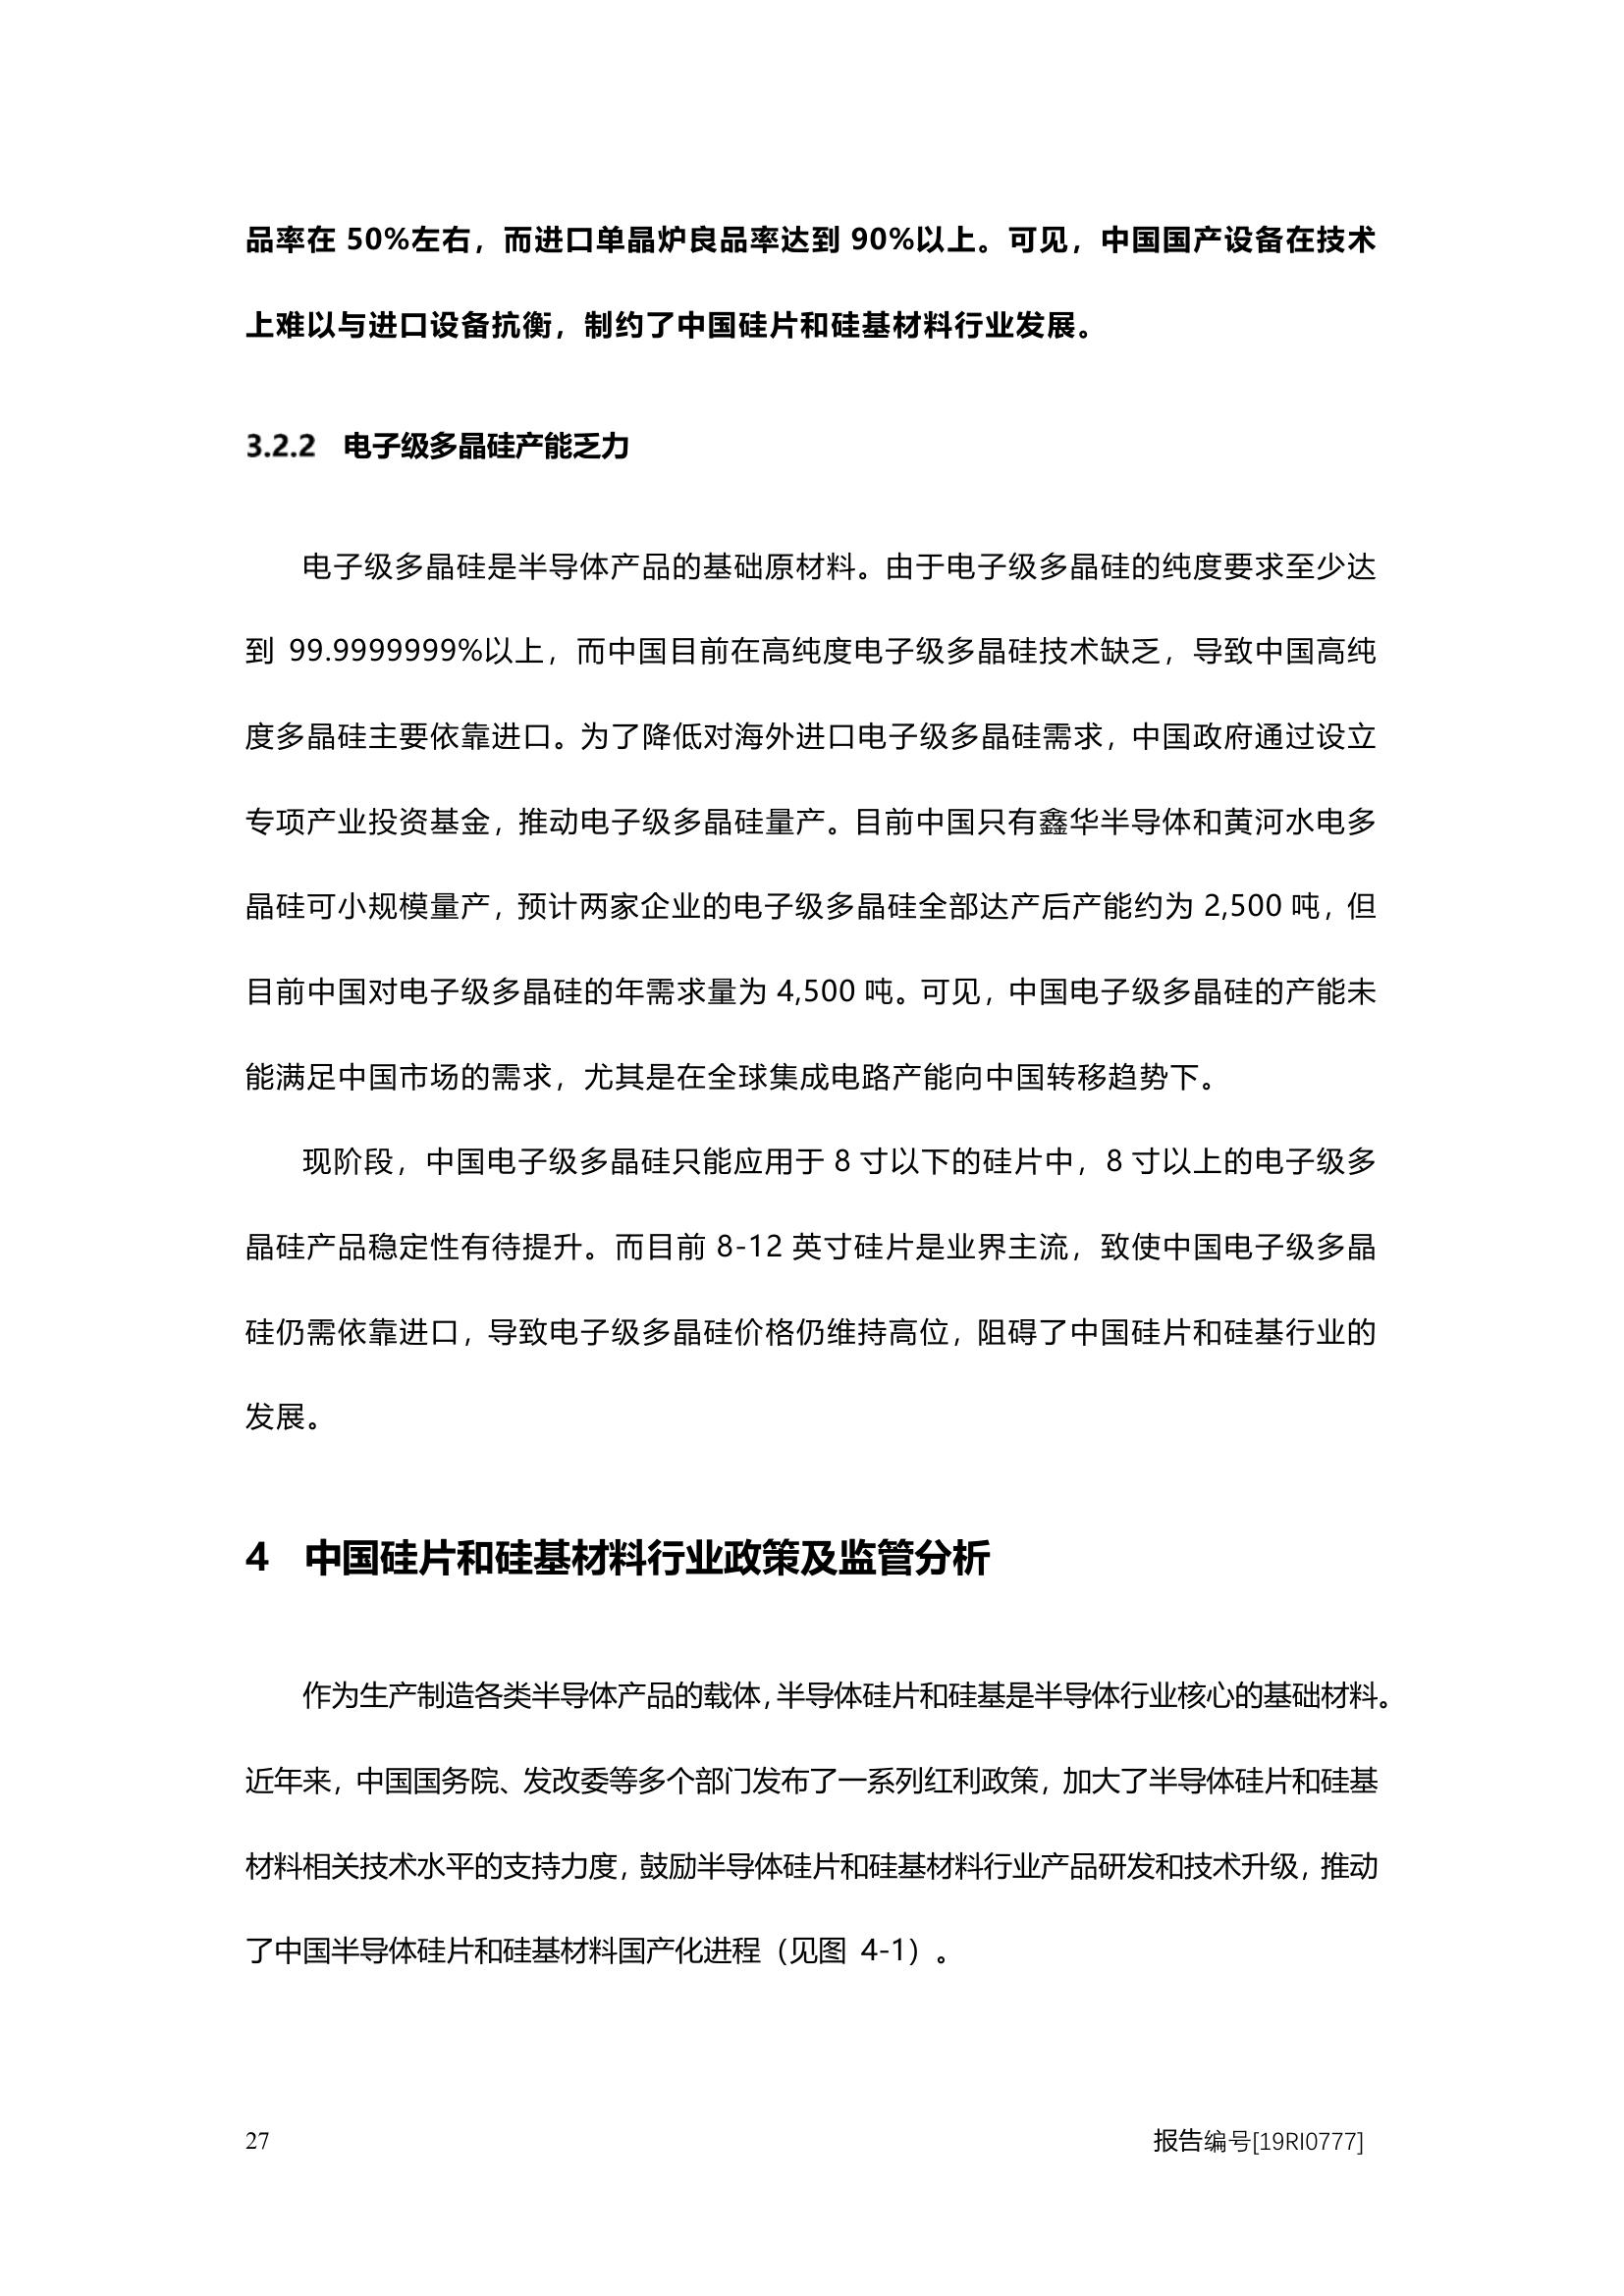 品率在 50%左右，而进口单晶炉良品率达到 90%以上。可见，中国国产设备在技术
上难以与进口设备抗衡，制约了中国硅片和硅基材料行业发展。
3.2.2 电子级多晶硅产能乏力
电子级多晶硅是半导体产品的基础原材料。由于电子级多晶硅的纯度要求至少达
到 99.9999999%以上，而中国目前在高纯度电子级多晶硅技术缺乏，导致中国高纯
度多晶硅主要依靠进口。为了降低对海外进口电子级多晶硅需求，中国政府通过设立
专项产业投资基金，推动电子级多晶硅量产。目前中国只有鑫华半导体和黄河水电多
晶硅可小规模量产，预计两家企业的电子级多晶硅全部达产后产能约为 2,500 吨，但
目前中国对电子级多晶硅的年需求量为 4,500 吨。可见，中国电子级多晶硅的产能未
能满足中国市场的需求，尤其是在全球集成电路产能向中国转移趋势下。
现阶段，中国电子级多晶硅只能应用于 8 寸以下的硅片中，8 寸以上的电子级多
晶硅产品稳定性有待提升。而目前 8-12 英寸硅片是业界主流，致使中国电子级多晶
硅仍需依靠进口，导致电子级多晶硅价格仍维持高位，阻碍了中国硅片和硅基行业的
发展。
4 中国硅片和硅基材料行业政策及监管分析
作为生产制造各类半导体产品的载体，半导体硅片和硅基是半导体行业核心的基础材料。
近年来，中国国务院、发改委等多个部门发布了一系列红利政策，加大了半导体硅片和硅基
材料相关技术水平的支持力度，鼓励半导体硅片和硅基材料行业产品研发和技术升级，推动
了中国半导体硅片和硅基材料国产化进程（见图 4-1）。
27 报告编号[19RI0777]